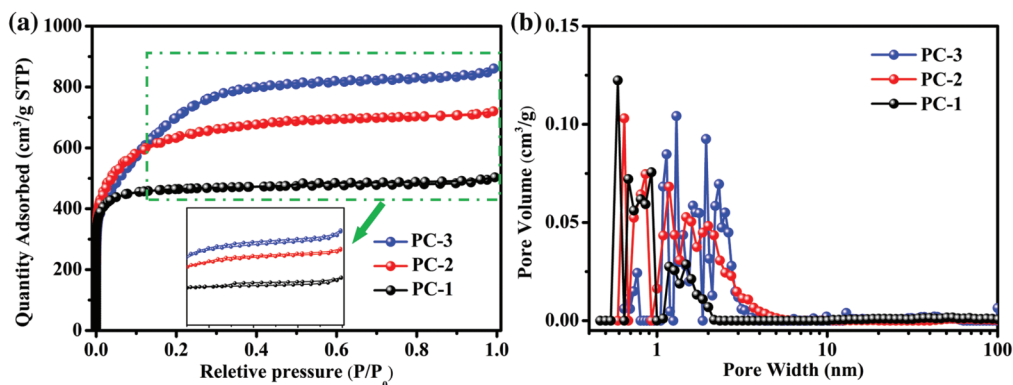 (a)
1000
800
600
400
200
0
Quantity Adsorbed (cm³/g STP)
PC-3
PC-2
PC-1
0.0 0.2 0.4 0.6 0.8 1.0
Reletive pressure (P/P₀)
(b)
0.15
0.10
0.05
0.00
Pore Volume (cm³/g)
PC-3
PC-2
PC-1
1 10 100
Pore Width (nm)